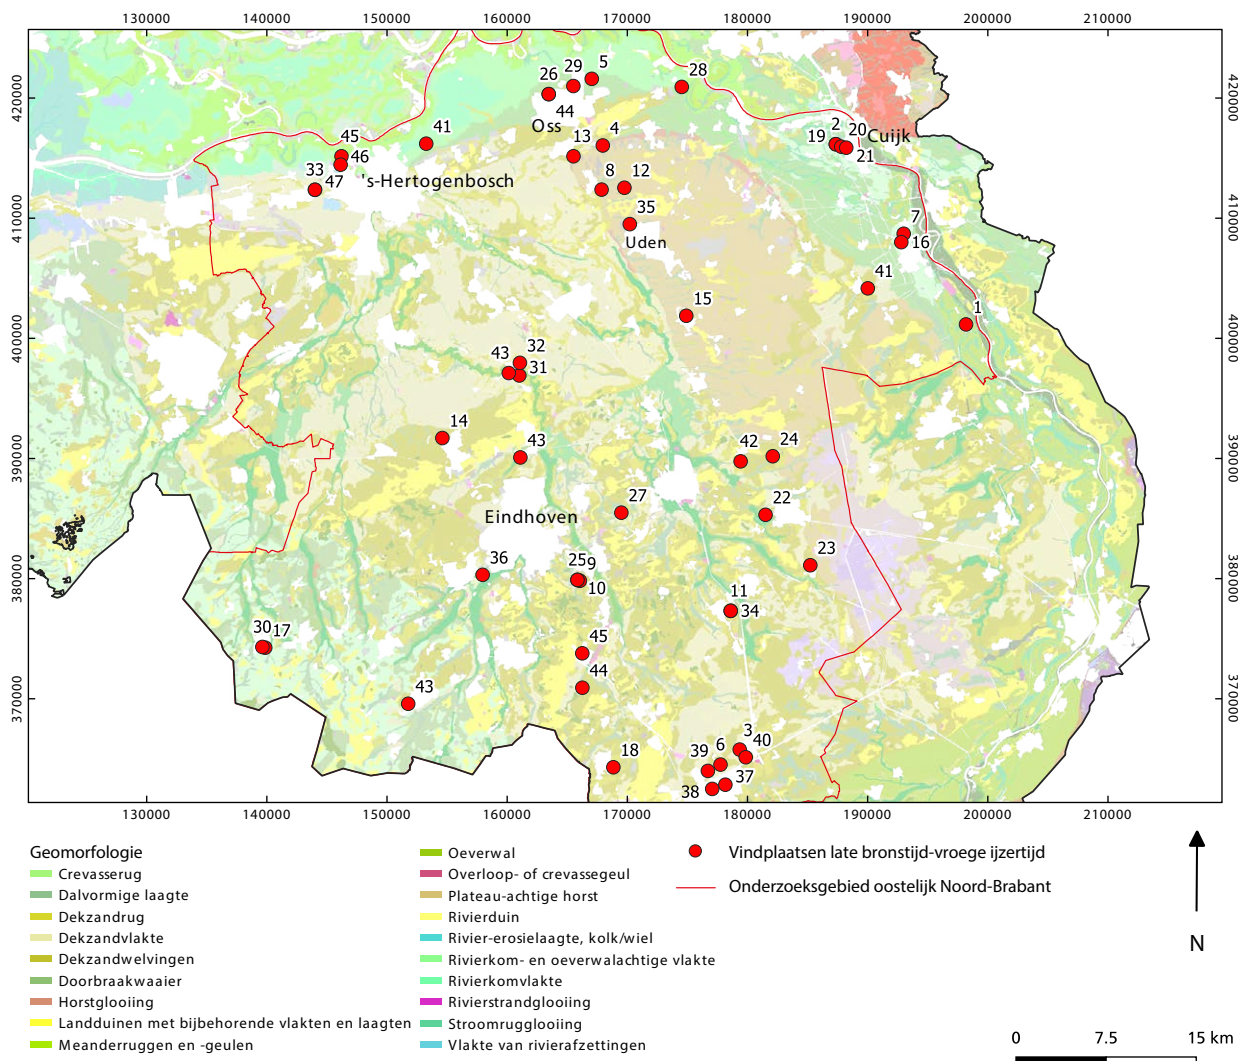 130000 140000 150000 160000 170000 180000 190000 200000 210000
420000 420000
410000 410000
400000 400000
390000 390000
380000 380000
370000 370000
26 29 5 28
44
Oss
13 4
19 2 20 Cuijk
21
45 41
46
33 47
's-Hertogenbosch
8 12
35
Uden
7
16
41
15
1
43 32
31
14
43
42 24
27
22
Eindhoven
23
36
25 9
10
11
34
30 17
45
44
43
18
39 6 3 40
38 37
130000 140000 150000 160000 170000 180000 190000 200000 210000
Geomorfologie
Crevasserug
Dalvormige laagte
Dekzandrug
Dekzandvlakte
Dekzandwelvingen
Doorbraakwaaier
Horstglooiing
Landduinen met bijbehorende vlakten en laagten
Meanderruggen en -geulen
Oeverwal
Overloop- of crevassegeul
Plateau-achtige horst
Rivierduin
Rivier-erosielaagte, kolk/wiel
Rivierkom- en oeverwalachtige vlakte
Rivierkomvlakte
Rivierstrandglooiing
Stroomrugglooiing
Vlakte van rivierafzettingen
Vindplaatsen late bronstijd-vroege ijzertijd
Onderzoeksgebied oostelijk Noord-Brabant
N
0 7.5 15 km